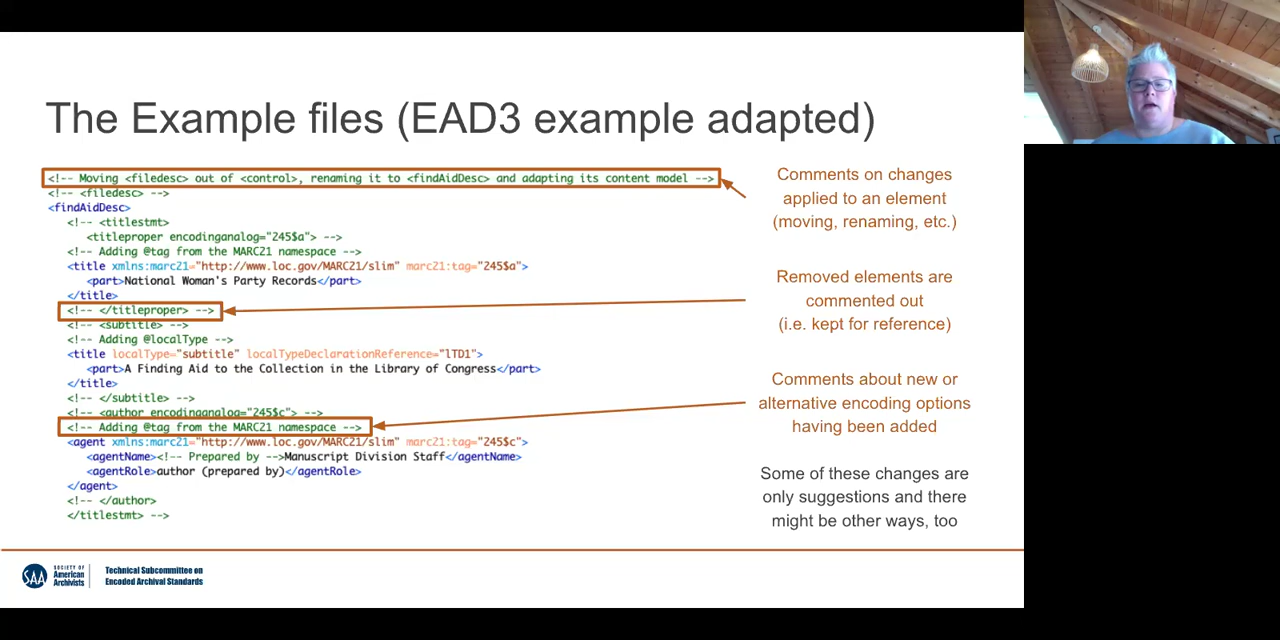 The Example files (EAD3 example adapted)
<!-- Moving <filedesc> out of <control>, renaming it to <findAidDesc> and adapting its content model -->
<!-- <filedesc> -->
<findAidDesc>
<!-- <titlestmt>
<titleproper encodinganalog="245$a"> -->
<!-- Adding @tag from the MARC21 namespace -->
<title xmlns:marc21="http://www.loc.gov/MARC21/slim" marc21:tag="245$a">
<part>National Woman's Party Records</part>
</title>
<!-- </titleproper> -->
<!-- <subtitle> -->
<!-- Adding @localType -->
<title localType="subtitle" localTypeDeclarationReference="lTD1">
<part>A Finding Aid to the Collection in the Library of Congress</part>
</title>
<!-- </subtitle> -->
<!-- <author encodinganalog="245$c"> -->
<!-- Adding @tag from the MARC21 namespace -->
<agent xmlns:marc21="http://www.loc.gov/MARC21/slim" marc21:tag="245$c">
<agentName><!-- Prepared by -->Manuscript Division Staff</agentName>
<agentRole>author (prepared by)</agentRole>
</agent>
<!-- </author>
</titlestmt> -->
Comments on changes
applied to an element
(moving, renaming, etc.)
Removed elements are
commented out
(i.e. kept for reference)
Comments about new or
alternative encoding options
having been added
Some of these changes are
only suggestions and there
might be other ways, too
SAA
SOCIETY OF
American
Archivists
Technical Subcommittee on
Encoded Archival Standards